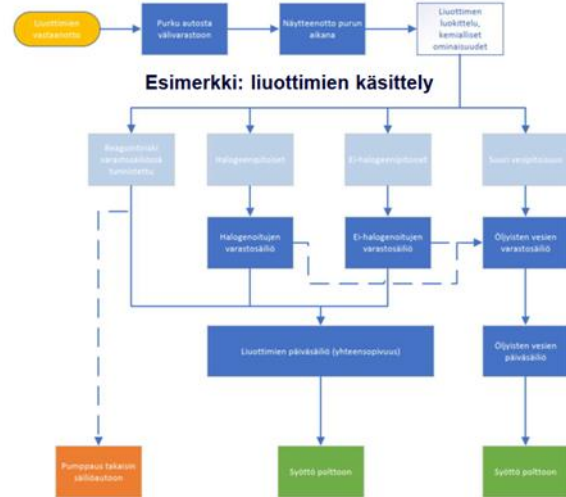 Liuottimien
vastaanotto
Purku autosta
välivarastoon
Näytteenotto purun
aikana
Liuottimen
luokittelu,
kemialliset
ominaisuudet
Esimerkki: liuottimien käsittely
Reagointiriski
varastosäiliössä
tunnistettu
Halogeenipitoiset
Ei-halogeenipitoiset
Suuri vesipitoisuus
Halogenoitujen
varastosäiliö
Ei-halogenoitujen
varastosäiliö
Öljyisten vesien
varastosäiliö
Liuottimien päiväsäiliö (yhteensopivuus)
Öljyisten vesien
päiväsäiliö
Pumppaus takaisin
säiliöautoon
Syöttö polttoon
Syöttö polttoon